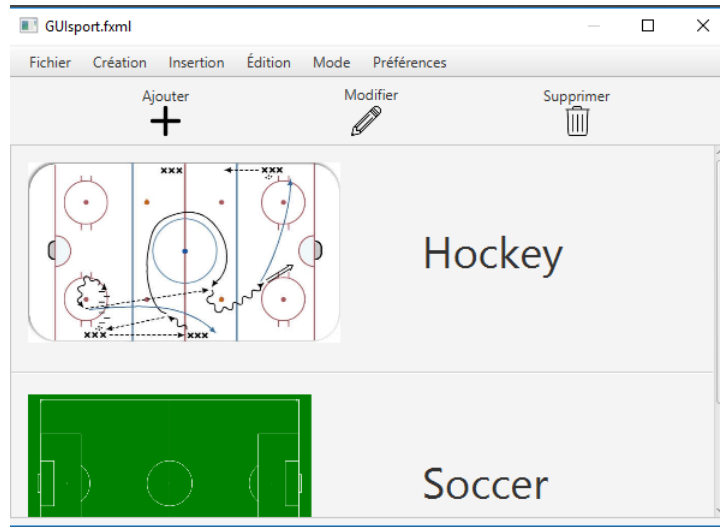 GUIsport.fxml
Fichier Création Insertion Édition Mode Préférences
Ajouter Modifier Supprimer
xxx xxx
Hockey
xxx xxx
Soccer